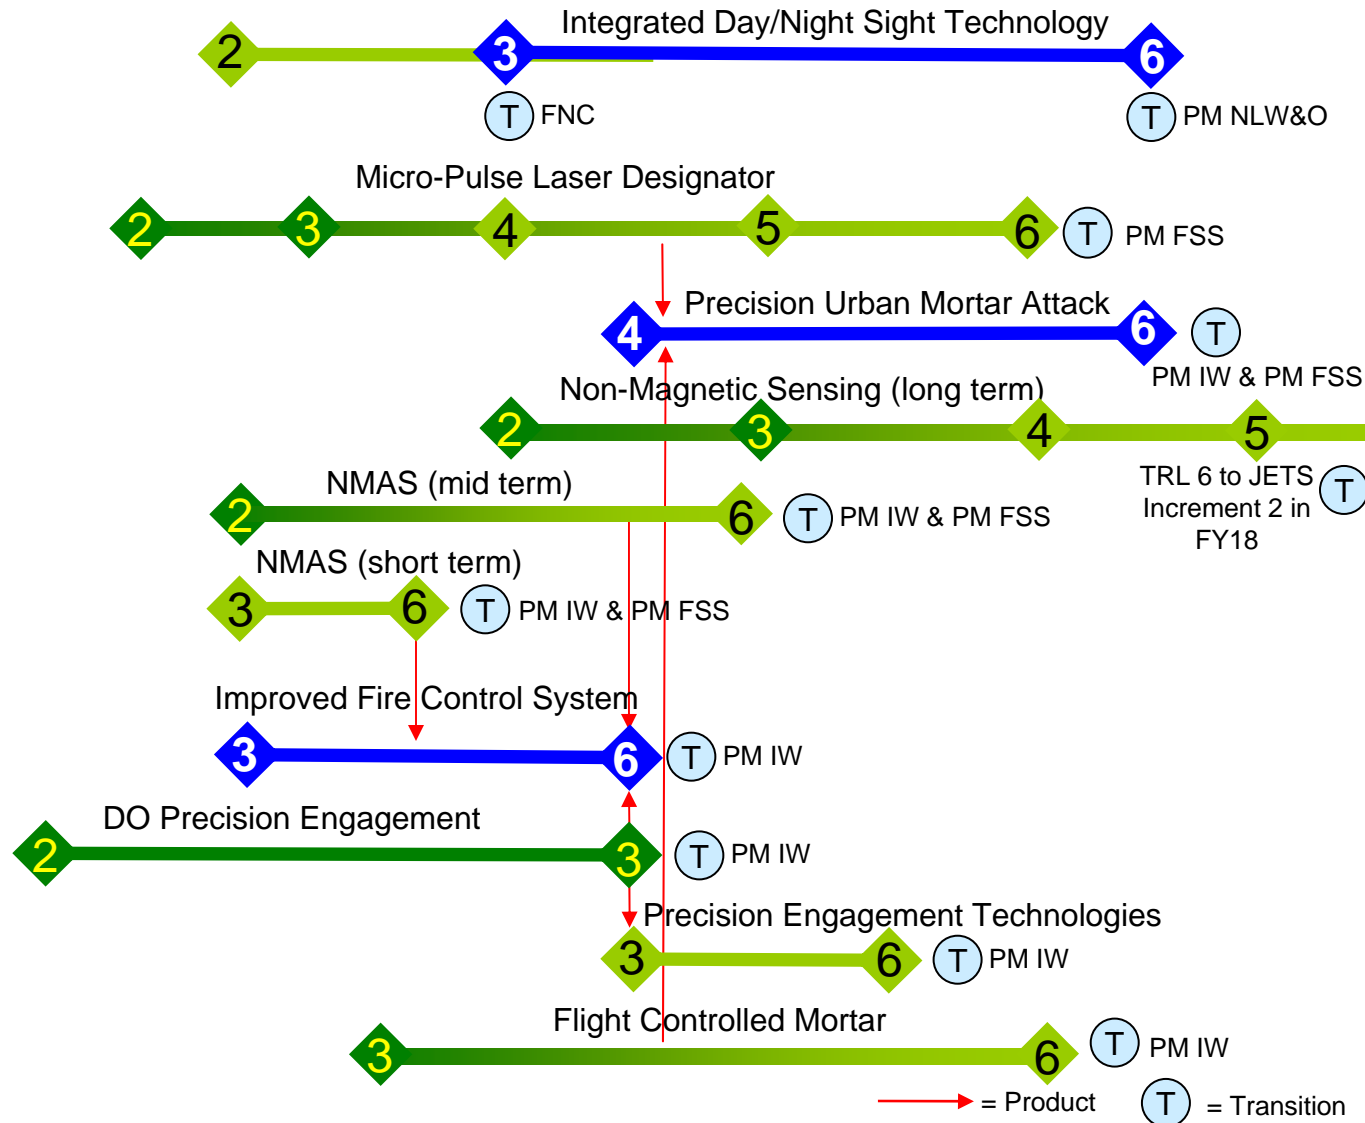 Integrated Day/Night Sight Technology
2 3 6
T FNC T PM NLW&O
Micro-Pulse Laser Designator
2 3 4 5 6 T PM FSS
Precision Urban Mortar Attack
4 6 T
PM IW & PM FSS
Non-Magnetic Sensing (long term)
2 3 4 5
TRL 6 to JETS T
Increment 2 in
FY18
NMAS (mid term)
2 6 T PM IW & PM FSS
NMAS (short term)
3 6 T PM IW & PM FSS
Improved Fire Control System
3 6 T PM IW
DO Precision Engagement
2 3 T PM IW
Precision Engagement Technologies
3 6 T PM IW
Flight Controlled Mortar
3 6 T PM IW
= Product T = Transition